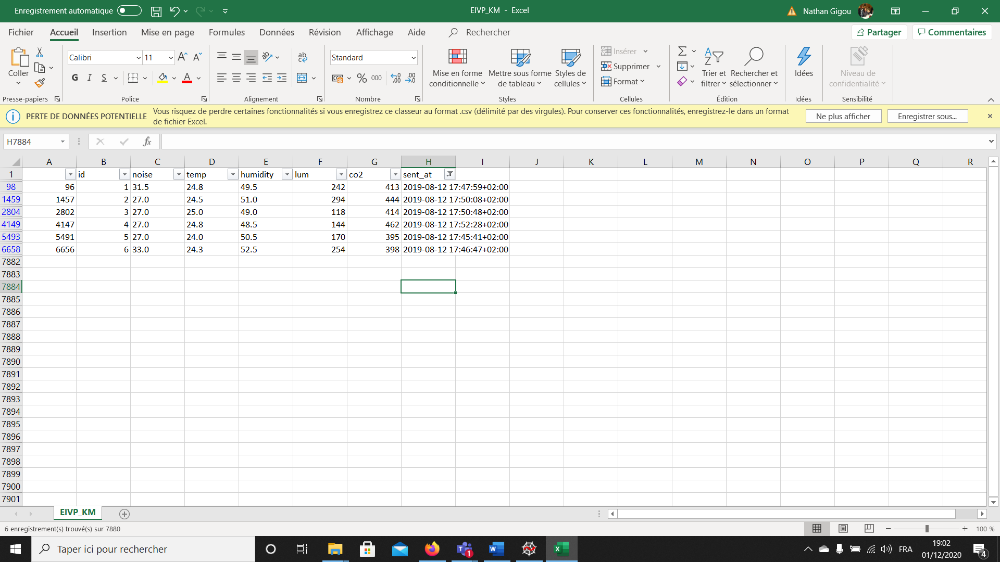 Enregistrement automatique
EIVP_KM - Excel
Nathan Gigou
Fichier Accueil Insertion Mise en page Formules Données Révision Affichage Aide Rechercher
Partager Commentaires
Coller
Presse-papiers
Calibri 11
G I S
Police
Alignement
Standard
% 000
Nombre
Mise en forme conditionnelle
Mettre sous forme de tableau
Styles de cellules
Styles
Insérer
Supprimer
Format
Cellules
Trier et filtrer
Rechercher et sélectionner
Édition
Idées
Idées
Niveau de confidentialité
Sensibilité
PERTE DE DONNÉES POTENTIELLE
Vous risquez de perdre certaines fonctionnalités si vous enregistrez ce classeur au format .csv (délimité par des virgules). Pour conserver ces fonctionnalités, enregistrez-le dans un format
de fichier Excel.
Ne plus afficher
Enregistrer sous...
H7884
fx
A B C D E F G H I J K L M N O P Q R
1 id noise temp humidity lum co2 sent_at
98 96 1 31.5 24.8 49.5 242 413 2019-08-12 17:47:59+02:00
1459 1457 2 27.0 24.5 51.0 294 444 2019-08-12 17:50:08+02:00
2804 2802 3 27.0 25.0 49.0 118 414 2019-08-12 17:50:48+02:00
4149 4147 4 27.0 24.8 48.5 144 462 2019-08-12 17:52:28+02:00
5493 5491 5 27.0 24.0 50.5 170 395 2019-08-12 17:45:41+02:00
6658 6656 6 33.0 24.3 52.5 254 398 2019-08-12 17:46:47+02:00
7882
7883
7884
7885
7886
7887
7888
7889
7890
7891
7892
7893
7894
7895
7896
7897
7898
7899
7900
7901
EIVP_KM
6 enregistrement(s) trouvé(s) sur 7880
100 %
Taper ici pour rechercher
1
FRA
19:02
01/12/2020
4